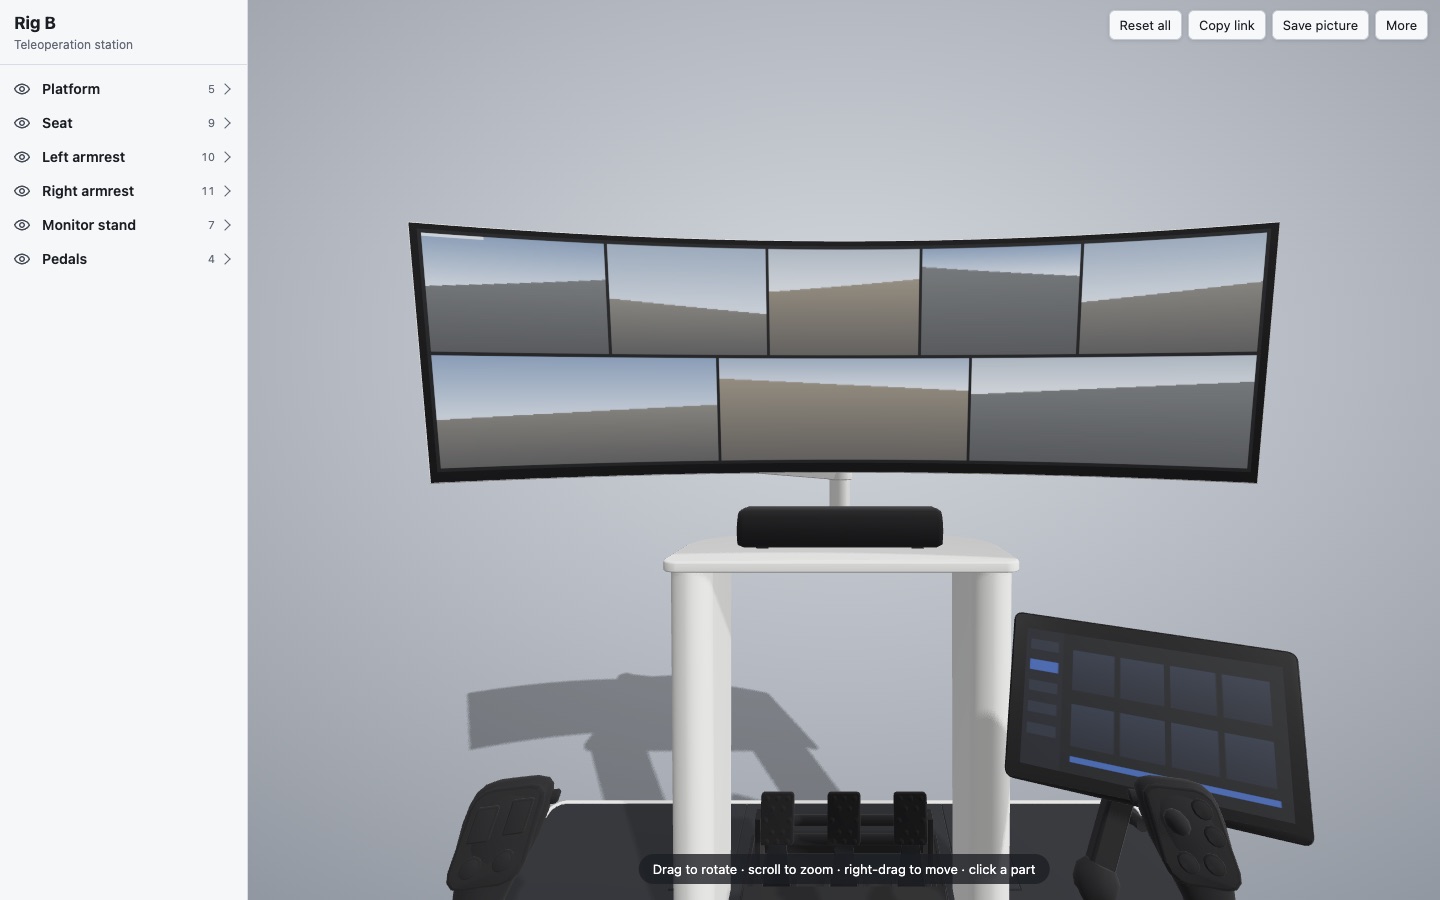 Rig B
Teleoperation station
Platform 5
Seat 9
Left armrest 10
Right armrest 11
Monitor stand 7
Pedals 4
Reset all
Copy link
Save picture
More
Drag to rotate · scroll to zoom · right-drag to move · click a part